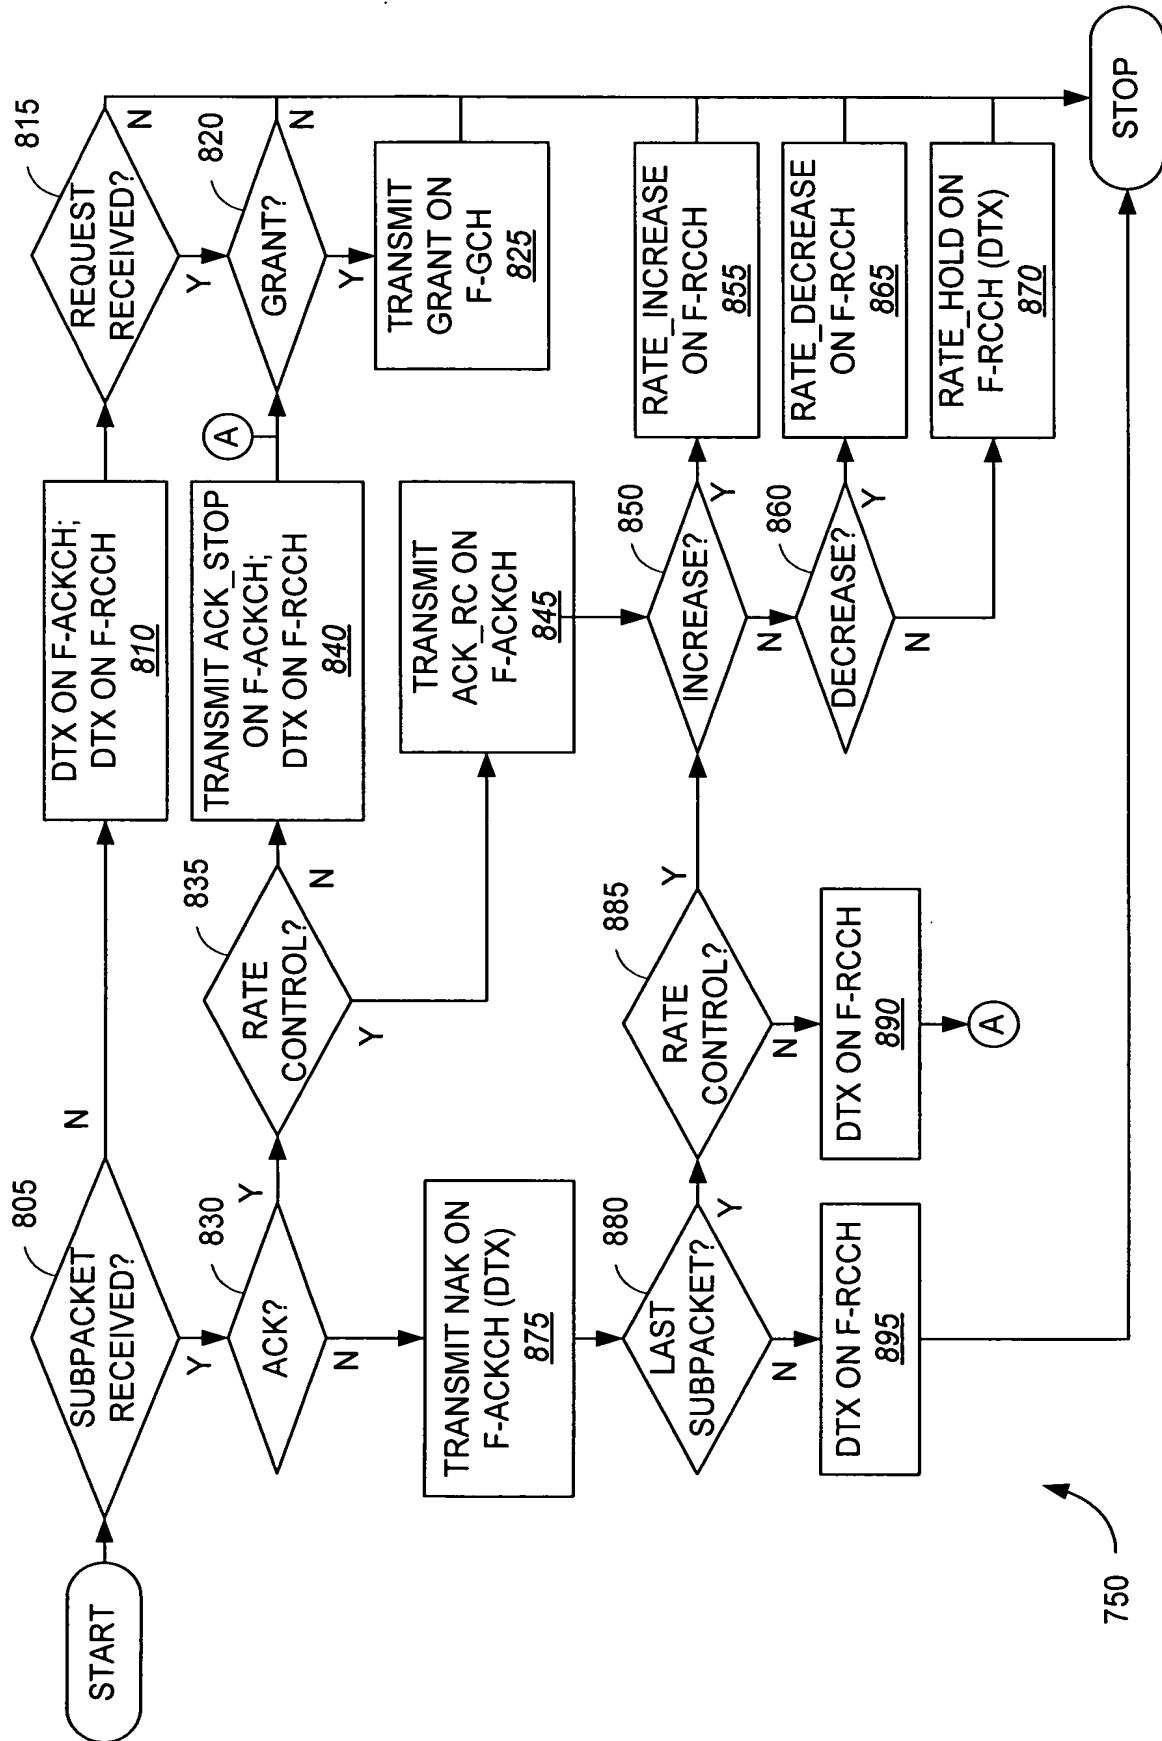 START
SUBPACKET
RECEIVED?
805
N
Y
DTX ON F-ACKCH;
DTX ON F-RCCH
810
REQUEST
RECEIVED?
815
N
Y
ACK?
830
Y
N
RATE
CONTROL?
835
N
Y
TRANSMIT ACK_STOP
ON F-ACKCH;
DTX ON F-RCCH
840
A
GRANT?
820
N
Y
TRANSMIT
GRANT ON
F-GCH
825
TRANSMIT
ACK_RC ON
F-ACKCH
845
TRANSMIT NAK ON
F-ACKCH (DTX)
875
LAST
SUBPACKET?
880
Y
N
RATE
CONTROL?
885
Y
N
INCREASE?
850
Y
N
RATE_INCREASE
ON F-RCCH
855
DECREASE?
860
Y
N
RATE_DECREASE
ON F-RCCH
865
RATE_HOLD ON
F-RCCH (DTX)
870
DTX ON F-RCCH
895
DTX ON F-RCCH
890
A
STOP
750